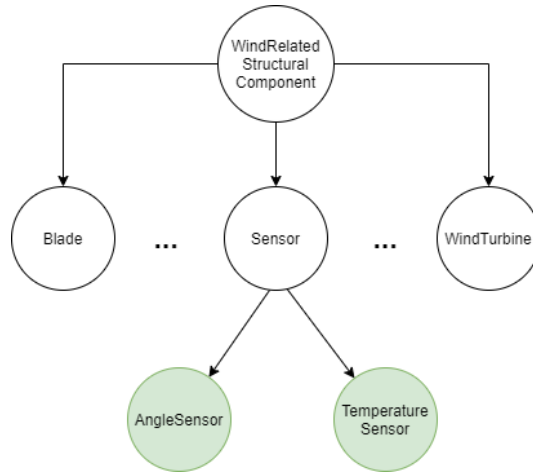 WindRelated
Structural
Component
Blade
...
Sensor
...
WindTurbine
AngleSensor
Temperature
Sensor